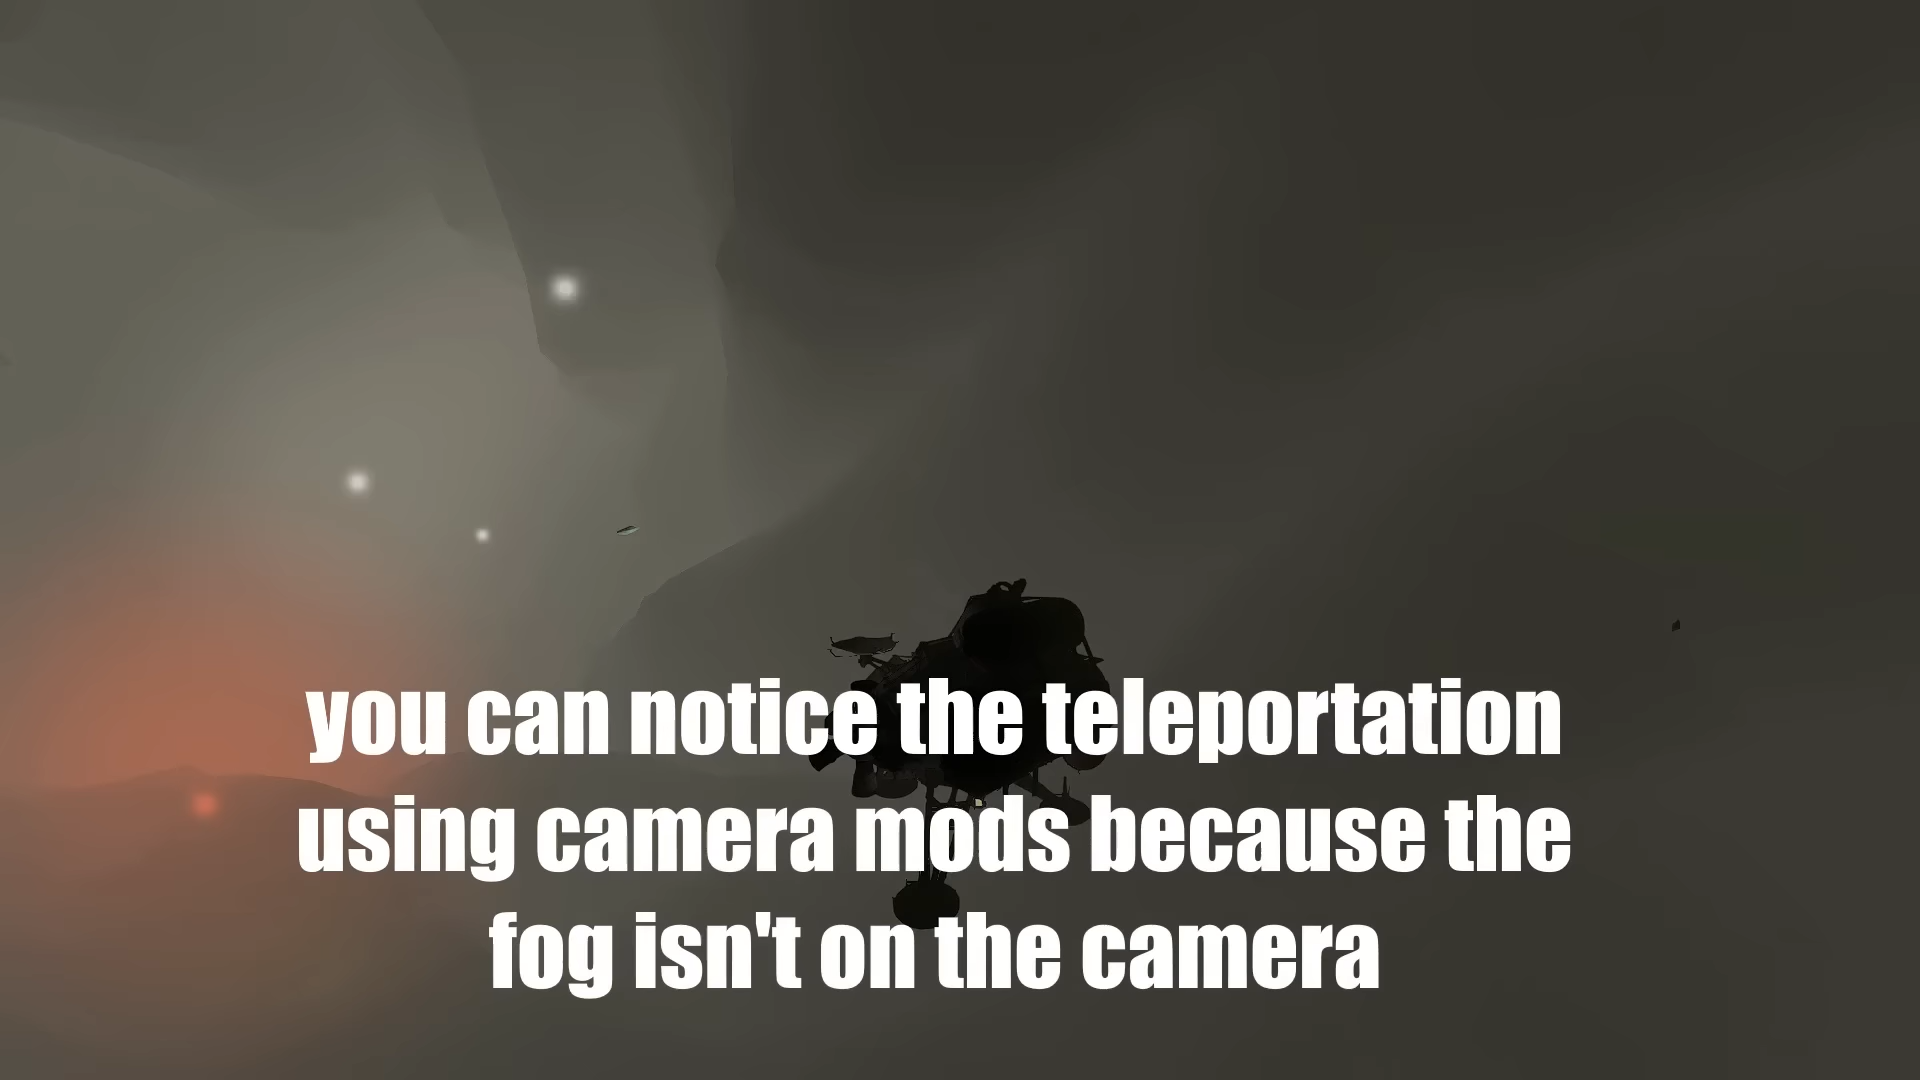 you can notice the teleportation
using camera mods because the
fog isn't on the camera